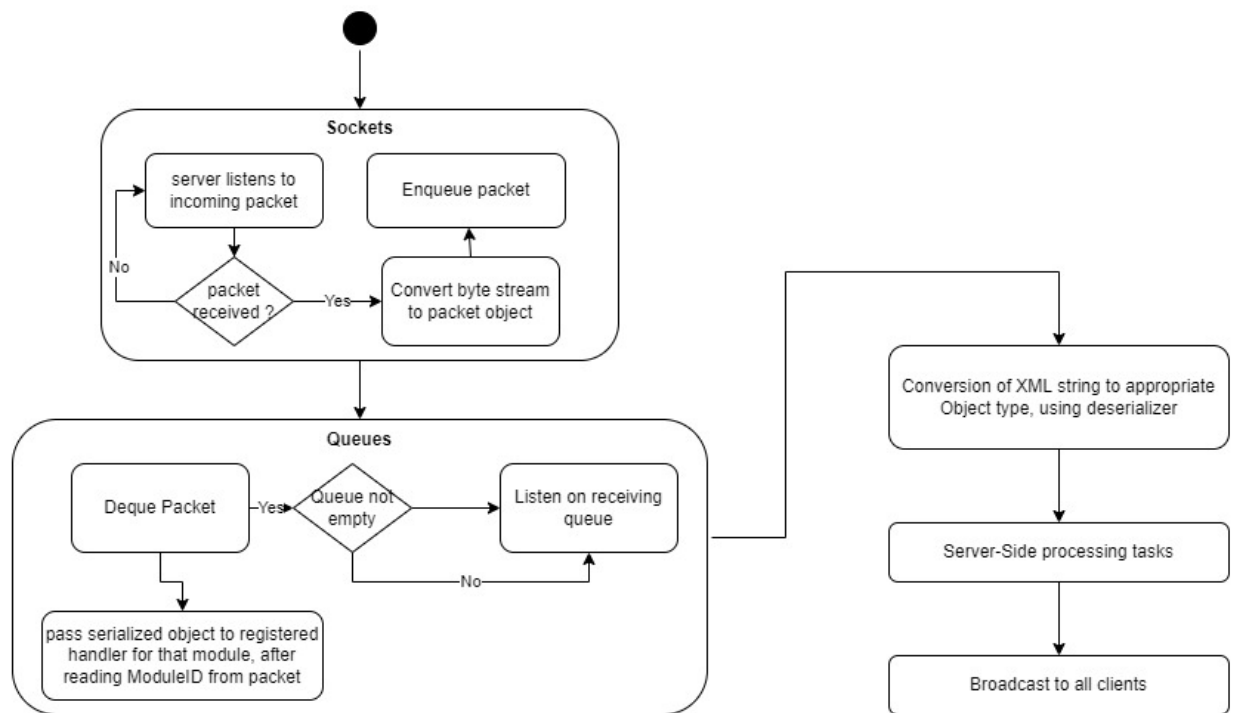 Sockets
server listens to
incoming packet
Enqueue packet
No
packet
received ?
Yes
Convert byte stream
to packet object
Queues
Deque Packet
Yes
Queue not
empty
Listen on receiving
queue
No
pass serialized object to registered
handler for that module, after
reading ModuleID from packet
Conversion of XML string to appropriate
Object type, using deserializer
Server-Side processing tasks
Broadcast to all clients